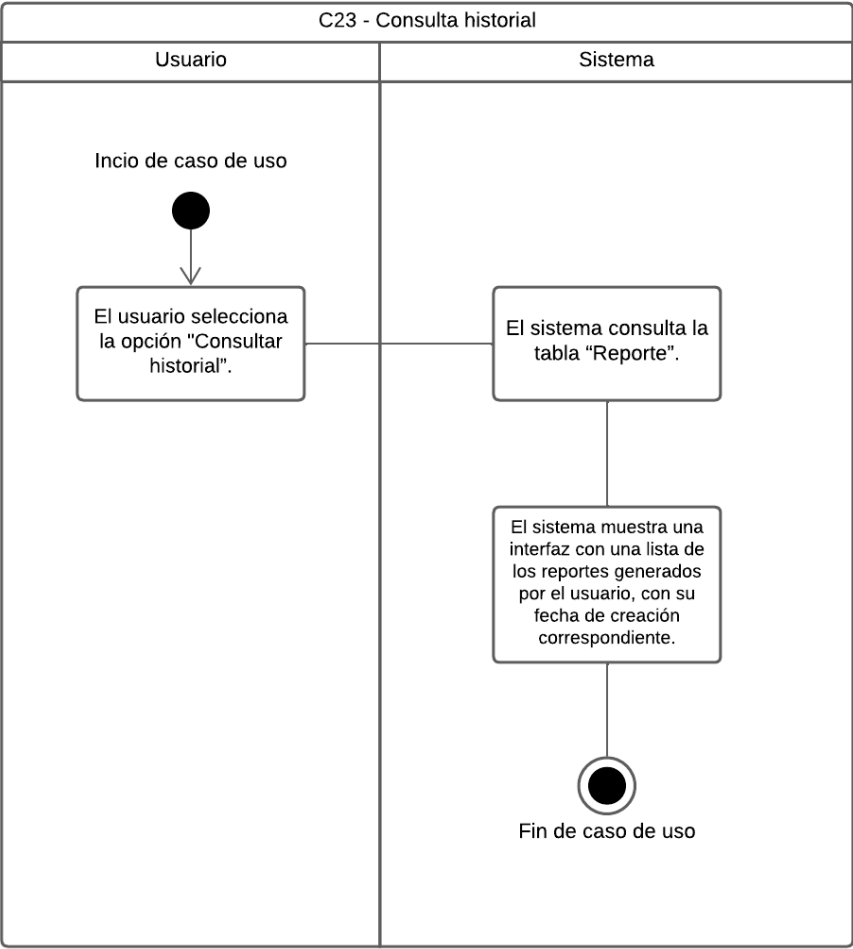 C23 - Consulta historial
Usuario
Sistema
Incio de caso de uso
El usuario selecciona
la opción "Consultar
historial”.
El sistema consulta la
tabla “Reporte”.
El sistema muestra una
interfaz con una lista de
los reportes generados
por el usuario, con su
fecha de creación
correspondiente.
Fin de caso de uso